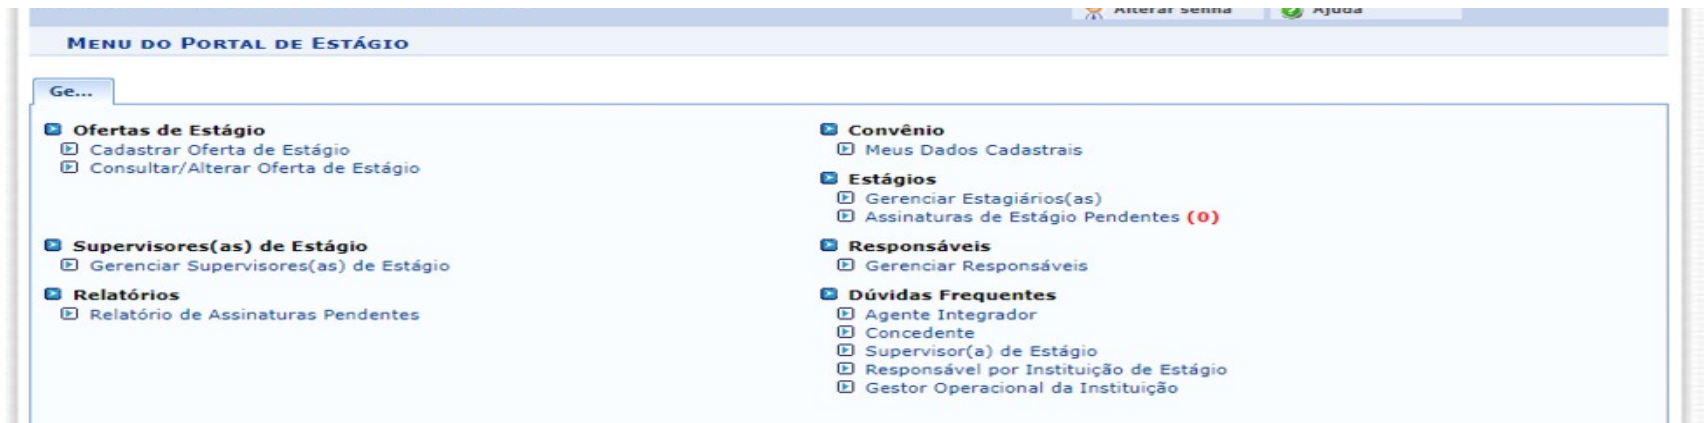 Alterar senha
Ajuda
MENU DO PORTAL DE ESTÁGIO
Ge...
Ofertas de Estágio
Cadastrar Oferta de Estágio
Consultar/Alterar Oferta de Estágio
Convênio
Meus Dados Cadastrais
Estágios
Gerenciar Estagiários(as)
Assinaturas de Estágio Pendentes (0)
Supervisores(as) de Estágio
Gerenciar Supervisores(as) de Estágio
Responsáveis
Gerenciar Responsáveis
Relatórios
Relatório de Assinaturas Pendentes
Dúvidas Frequentes
Agente Integrador
Concedente
Supervisor(a) de Estágio
Responsável por Instituição de Estágio
Gestor Operacional da Instituição